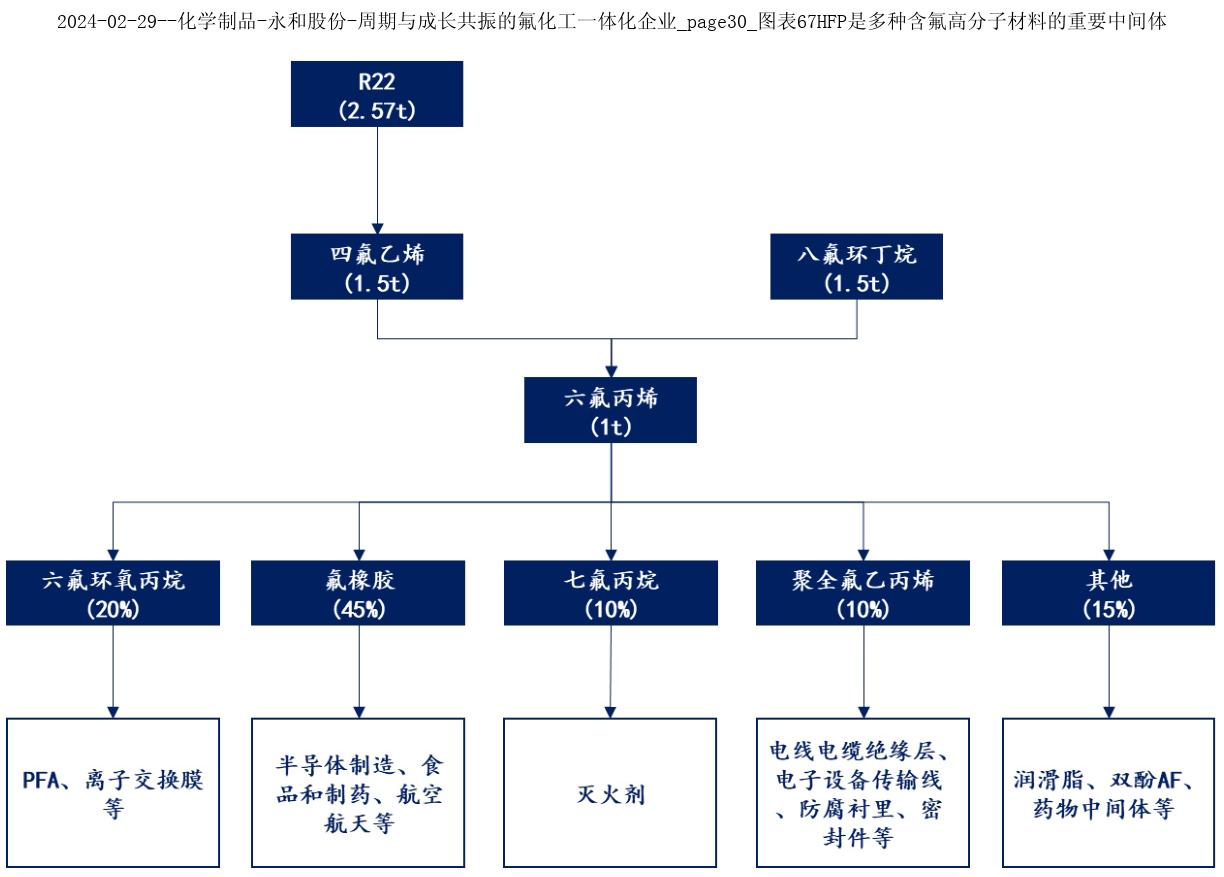 2024-02-29--化学制品-永和股份-周期与成长共振的氟化工一体化企业_page30_图表67HFP是多种含氟高分子材料的重要中间体
R22
(2.57t)
四氟乙烯
(1.5t)
八氟环丁烷
(1.5t)
六氟丙烯
(1t)
六氟环氧丙烷
(20%)
氟橡胶
(45%)
七氟丙烷
(10%)
聚全氟乙丙烯
(10%)
其他
(15%)
PFA、离子交换膜
等
半导体制造、食
品和制药、航空
航天等
灭火剂
电线电缆绝缘层、
电子设备传输线
、防腐衬里、密
封件等
润滑脂、双酚AF、
药物中间体等